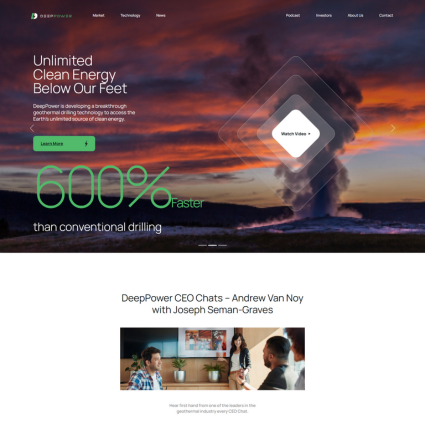 DEEPPOWER Market Technology News Podcast Investors About Us Contact
Unlimited
Clean Energy
Below Our Feet
DeepPower is developing a breakthrough
geothermal drilling technology to access the
Earth's unlimited source of clean energy.
Watch Video
Learn More
600% Faster
than conventional drilling
DeepPower CEO Chats – Andrew Van Noy
with Joseph Seman-Graves
Hear first hand from one of the leaders in the
geothermal industry every CEO Chat.